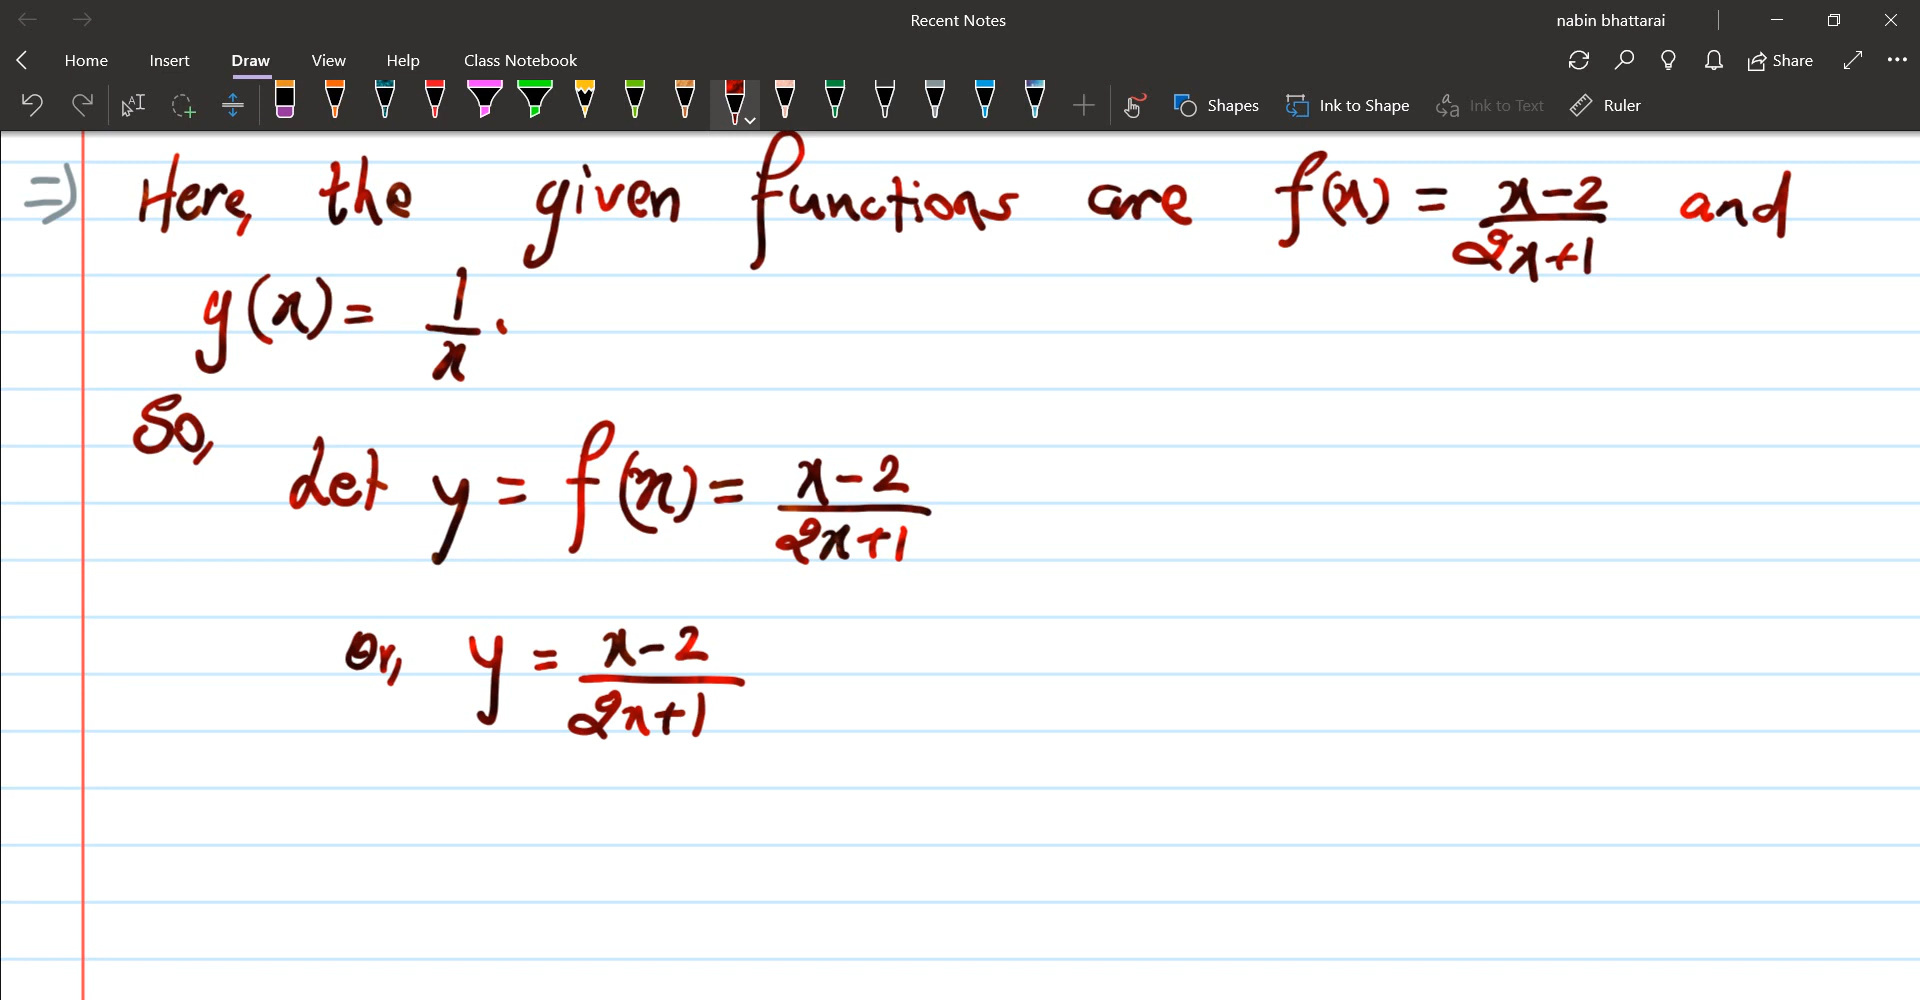 Recent Notes
nabin bhattarai
Home Insert Draw View Help Class Notebook
Share
Shapes Ink to Shape Ink to Text Ruler
⇒ Here, the given functions are f(x) = (x-2)/(2x+1) and
g(x) = 1/x.
So,
Let y = f(x) = (x-2)/(2x+1)
Or, y = (x-2)/(2x+1)